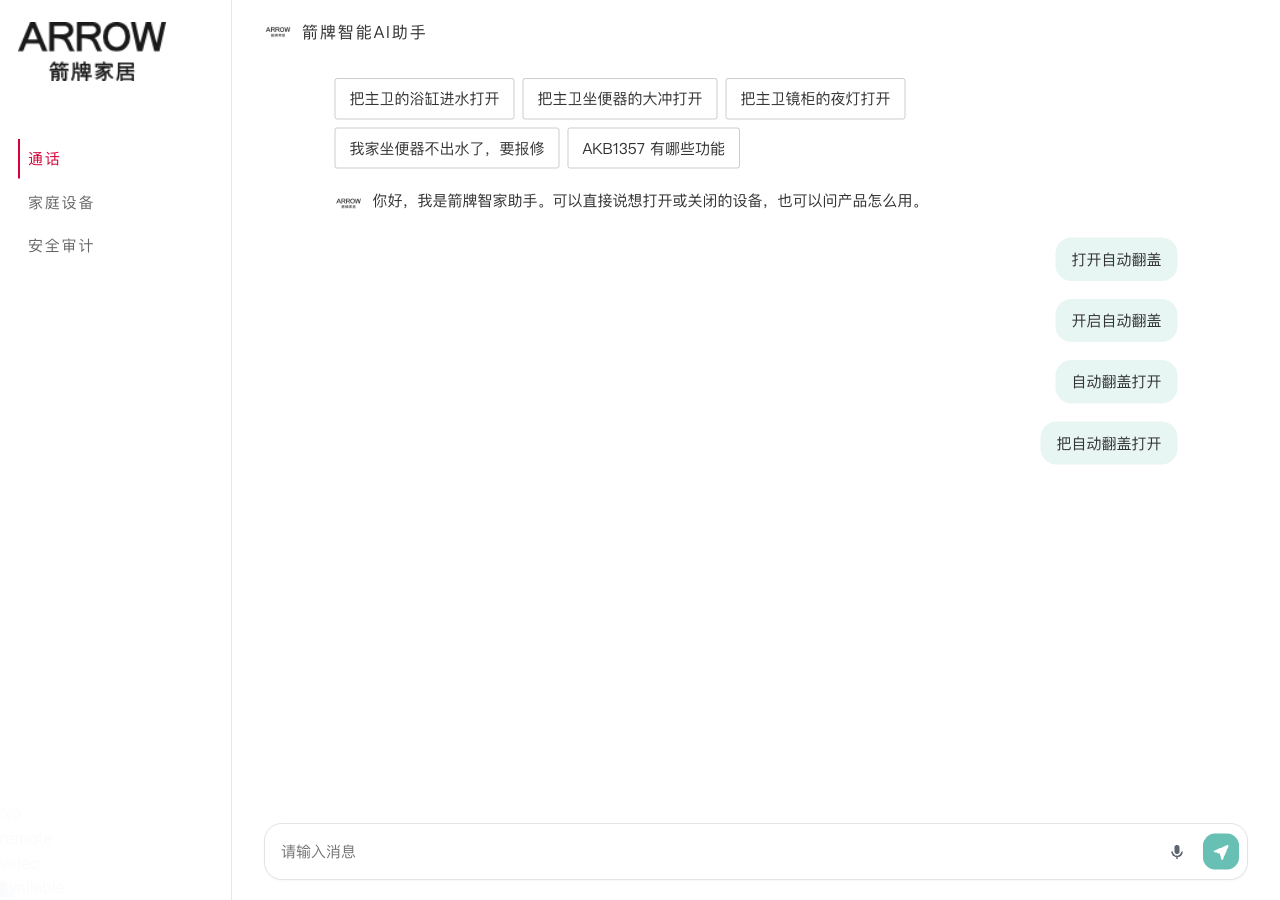 ARROW
箭牌家居
通话
家庭设备
安全审计
ARROW
箭牌智能AI助手
把主卫的浴缸进水打开
把主卫坐便器的大冲打开
把主卫镜柜的夜灯打开
我家坐便器不出水了，要报修
AKB1357 有哪些功能
ARROW
你好，我是箭牌智家助手。可以直接说想打开或关闭的设备，也可以问产品怎么用。
打开自动翻盖
开启自动翻盖
自动翻盖打开
把自动翻盖打开
请输入消息